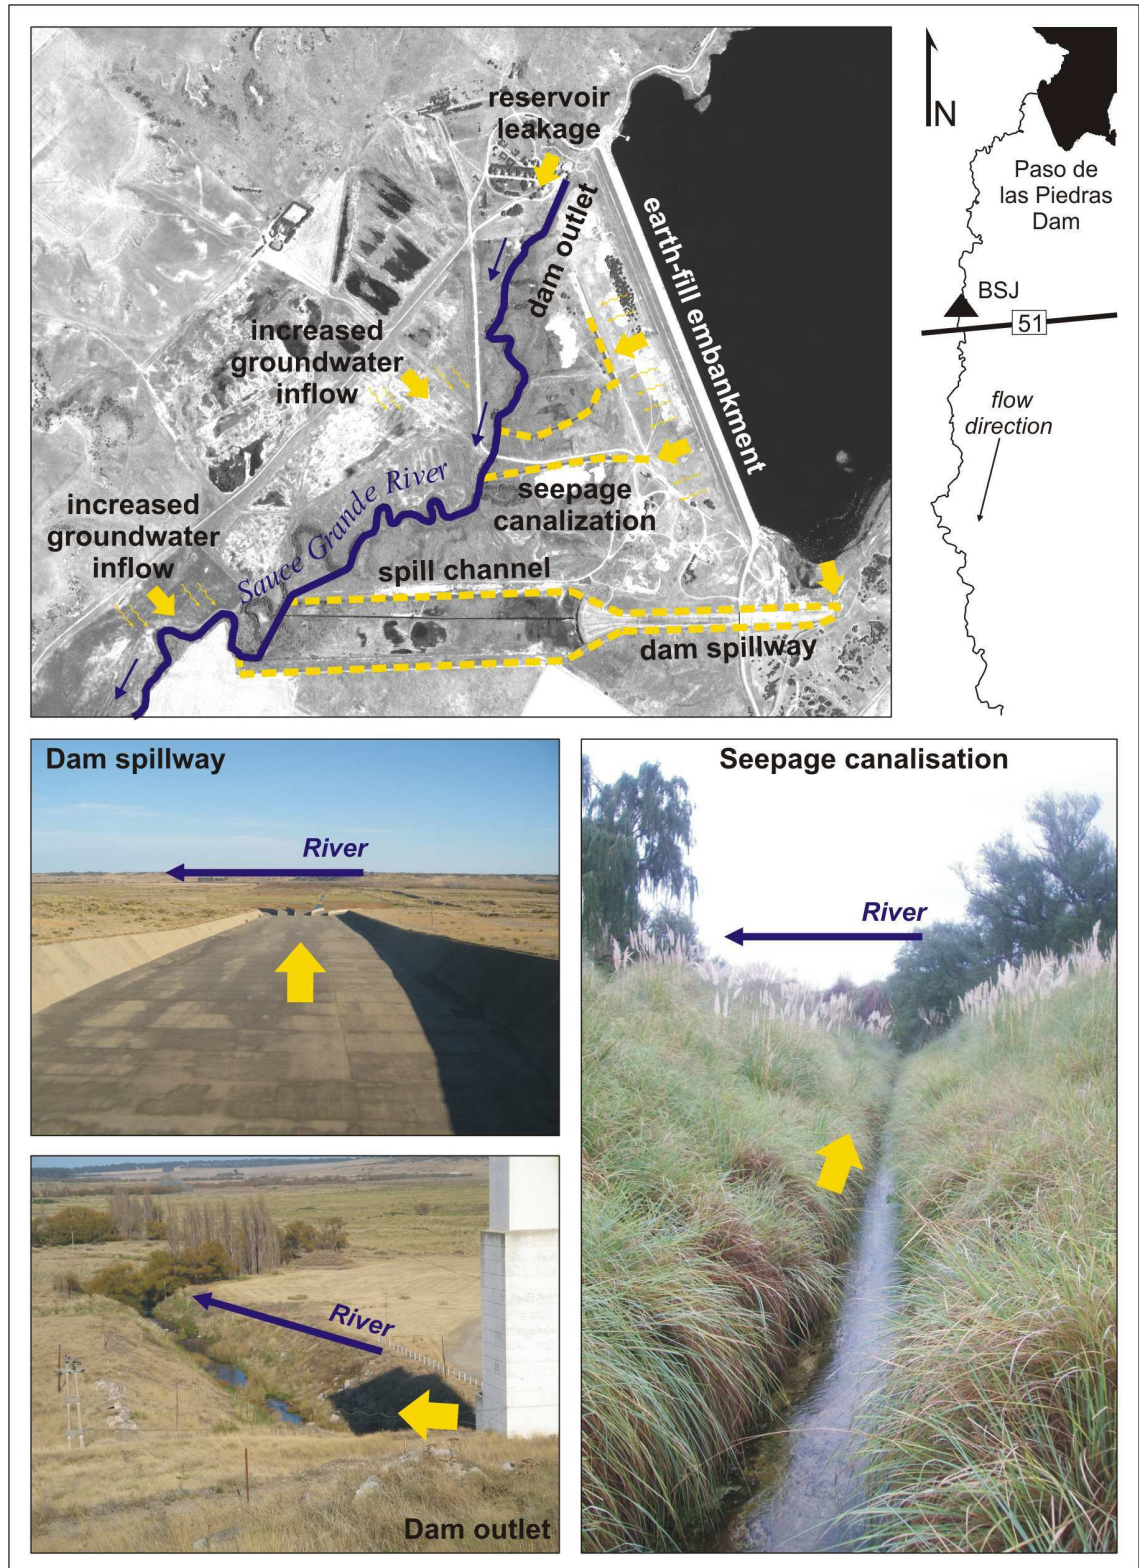 reservoir
leakage
dam outlet
earth-fill embankment
increased
groundwater
inflow
Sauce Grande River
seepage
canalization
increased
groundwater
inflow
spill channel
dam spillway
N
Paso de
las Piedras
Dam
BSJ
51
flow
direction
Dam spillway
River
Seepage canalisation
River
River
Dam outlet